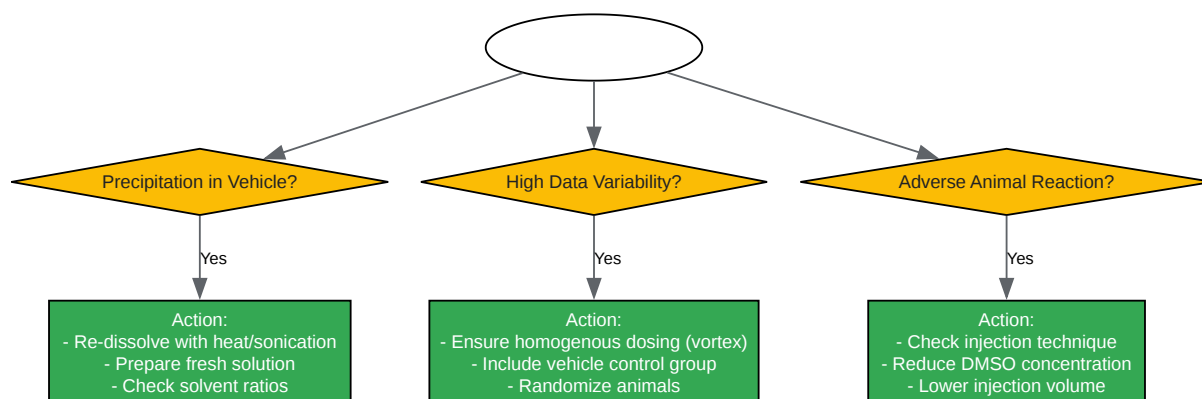 Precipitation in Vehicle?
High Data Variability?
Adverse Animal Reaction?
Yes
Yes
Yes
Action:
- Re-dissolve with heat/sonication
- Prepare fresh solution
- Check solvent ratios
Action:
- Ensure homogenous dosing (vortex)
- Include vehicle control group
- Randomize animals
Action:
- Check injection technique
- Reduce DMSO concentration
- Lower injection volume